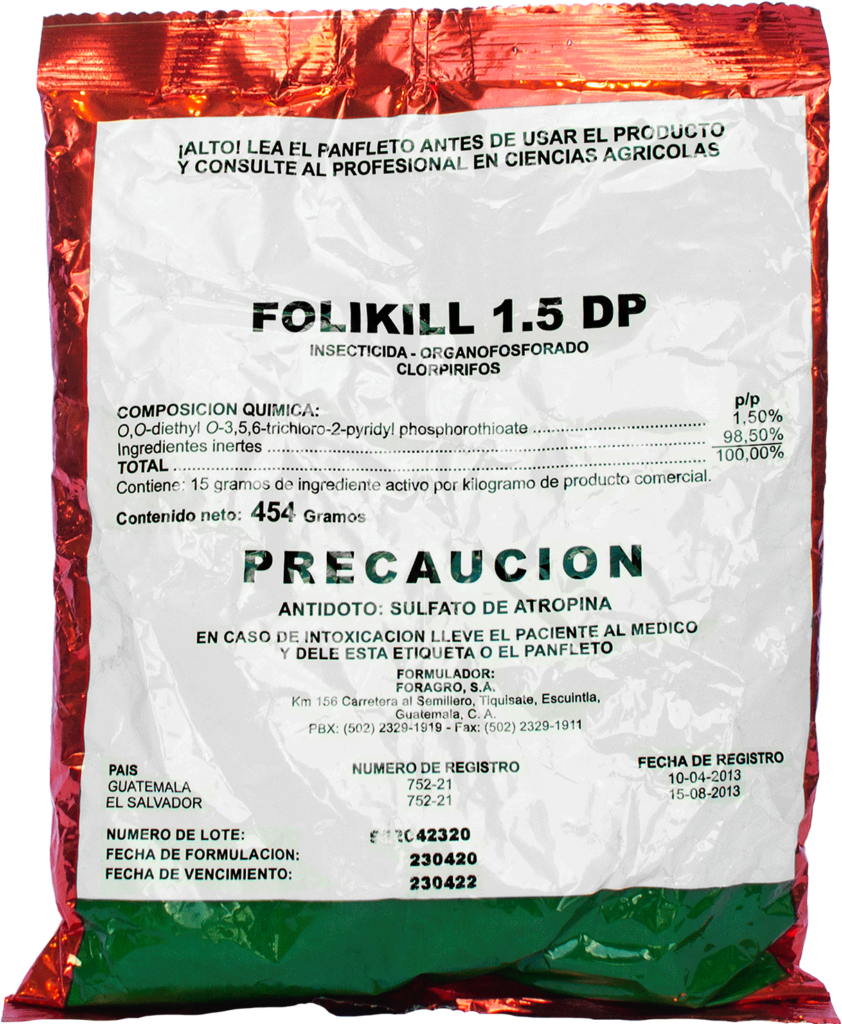 ¡ALTO! LEA EL PANFLETO ANTES DE USAR EL PRODUCTO
Y CONSULTE AL PROFESIONAL EN CIENCIAS AGRICOLAS
FOLIKILL 1.5 DP
INSECTICIDA - ORGANOFOSFORADO
CLORPIRIFOS
COMPOSICION QUIMICA: p/p
O,O-diethyl O-3,5,6-trichloro-2-pyridyl phosphorothioate 1,50%
Ingredientes inertes 98,50%
TOTAL 100,00%
Contiene: 15 gramos de ingrediente activo por kilogramo de producto comercial.
Contenido neto: 454 Gramos
PRECAUCION
ANTIDOTO: SULFATO DE ATROPINA
EN CASO DE INTOXICACION LLEVE EL PACIENTE AL MEDICO
Y DELE ESTA ETIQUETA O EL PANFLETO
FORMULADOR:
FORAGRO, S.A.
Km 156 Carretera al Semillero, Tiquisate, Escuintla,
Guatemala, C. A.
PBX: (502) 2329-1919 - Fax: (502) 2329-1911
PAIS NUMERO DE REGISTRO FECHA DE REGISTRO
GUATEMALA 752-21 10-04-2013
EL SALVADOR 752-21 15-08-2013
NUMERO DE LOTE:
FECHA DE FORMULACION: 230420
FECHA DE VENCIMIENTO: 230422